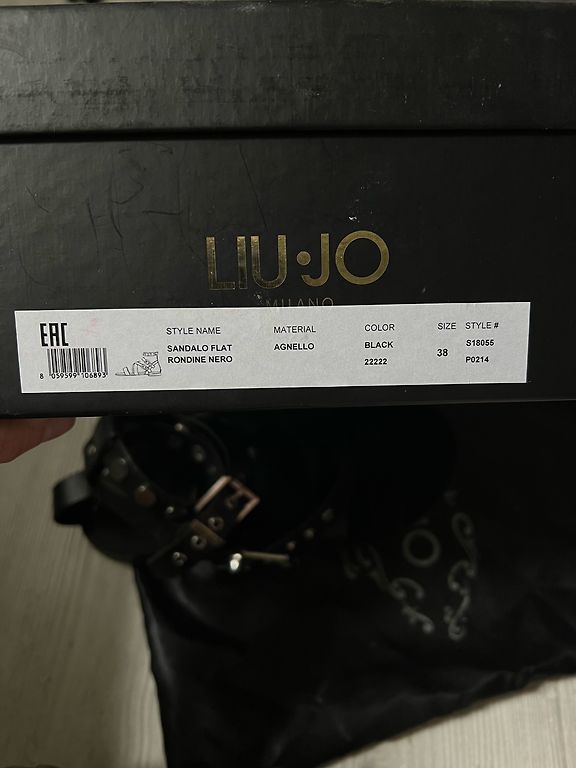 LIU·JO
MILANO
EAC
STYLE NAME MATERIAL COLOR SIZE STYLE #
SANDALO FLAT AGNELLO BLACK 38 S18055
RONDINE NERO 22222 P0214
8 059599 106893